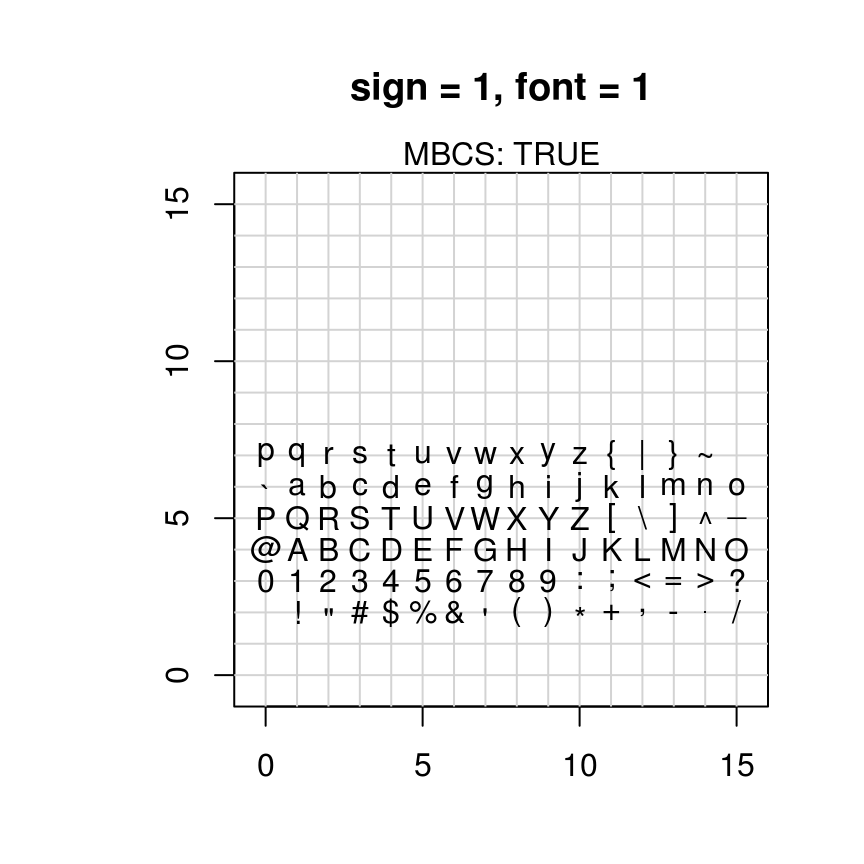 sign = 1, font = 1
MBCS: TRUE
15
10
5
0
p q r s t u v w x y z { | } ~
` a b c d e f g h i j k l m n o
P Q R S T U V W X Y Z [ \ ] ^ _
@ A B C D E F G H I J K L M N O
0 1 2 3 4 5 6 7 8 9 : ; < = > ?
! " # $ % & ' ( ) * + , - . /
0 5 10 15